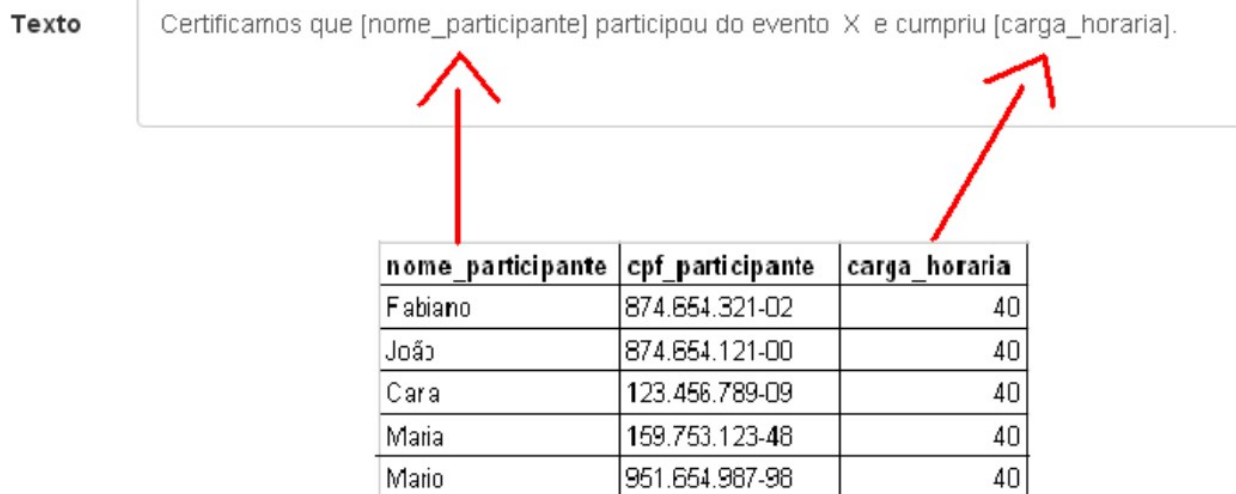 Texto Certificamos que [nome_participante] participou do evento X e cumpriu [carga_horaria].
nome_participante cpf_participante carga_horaria
Fabiano 874.654.321-02 40
João 874.654.121-00 40
Cara 123.456.789-09 40
Maria 159.753.123-48 40
Mario 951.654.987-98 40